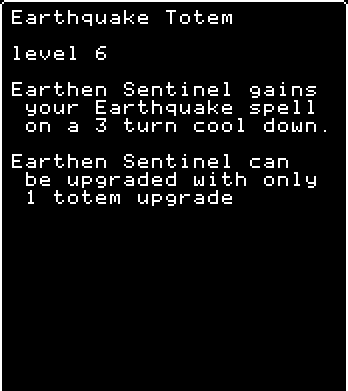 Earthquake Totem
level 6
Earthen Sentinel gains
your Earthquake spell
on a 3 turn cool down.
Earthen Sentinel can
be upgraded with only
1 totem upgrade